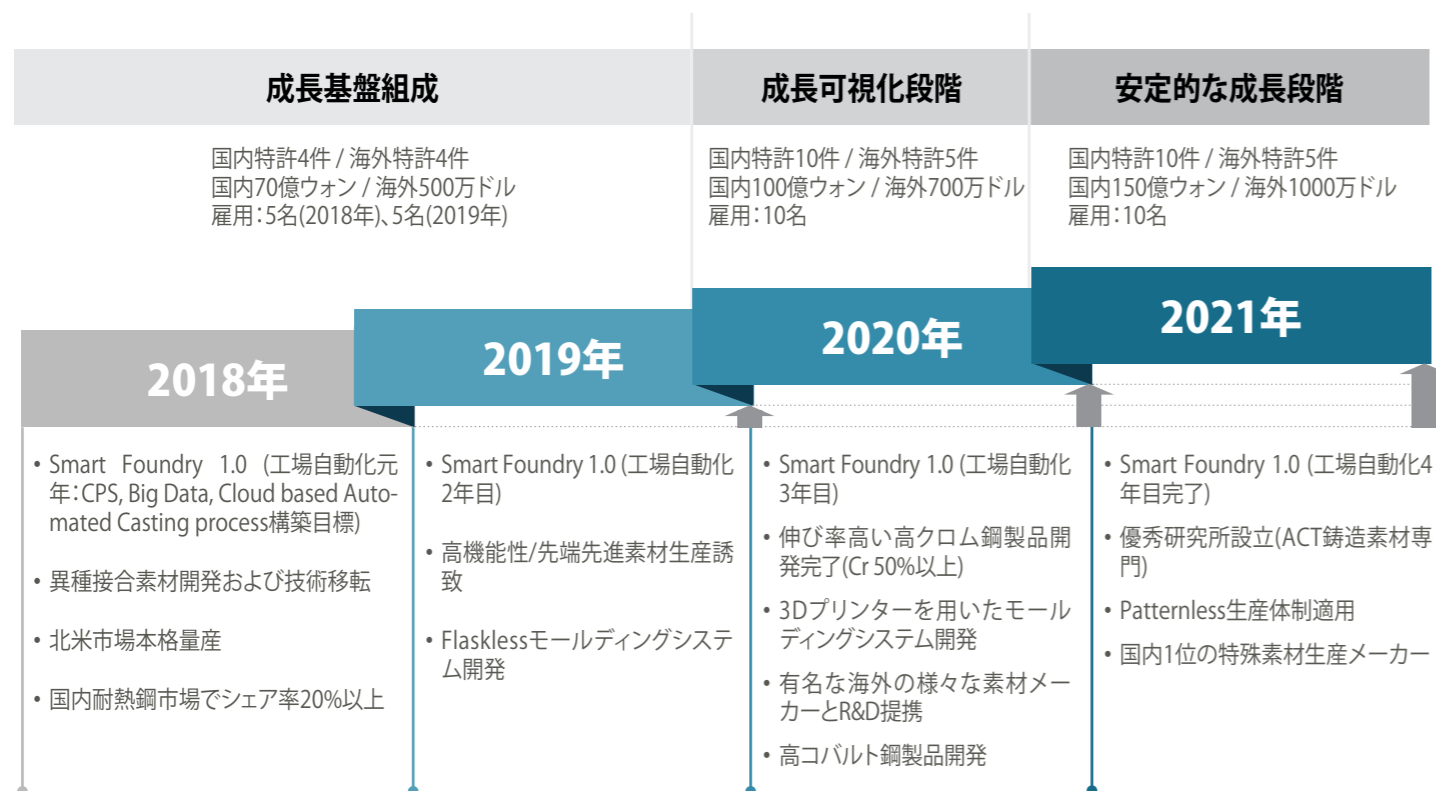 成長基盤組成
成長可視化段階
安定的な成長段階
国内特許4件 / 海外特許4件
国内70億ウォン / 海外500万ドル
雇用：5名(2018年)、5名(2019年)
国内特許10件 / 海外特許5件
国内100億ウォン / 海外700万ドル
雇用：10名
国内特許10件 / 海外特許5件
国内150億ウォン / 海外1000万ドル
雇用：10名
2018年
2019年
2020年
2021年
• Smart Foundry 1.0 (工場自動化元
年：CPS, Big Data, Cloud based Auto-
mated Casting process構築目標)
• 異種接合素材開発および技術移転
• 北米市場本格量産
• 国内耐熱鋼市場でシェア率20%以上
• Smart Foundry 1.0 (工場自動化
2年目)
• 高機能性/先端先進素材生産誘
致
• Flasklessモールディングシステ
ム開発
• Smart Foundry 1.0 (工場自動化
3年目)
• 伸び率高い高クロム鋼製品開
発完了(Cr 50%以上)
• 3Dプリンターを用いたモール
ディングシステム開発
• 有名な海外の様々な素材メー
カーとR&D提携
• 高コバルト鋼製品開発
• Smart Foundry 1.0 (工場自動化4
年目完了)
• 優秀研究所設立(ACT鋳造素材専
門)
• Patternless生産体制適用
• 国内1位の特殊素材生産メーカー